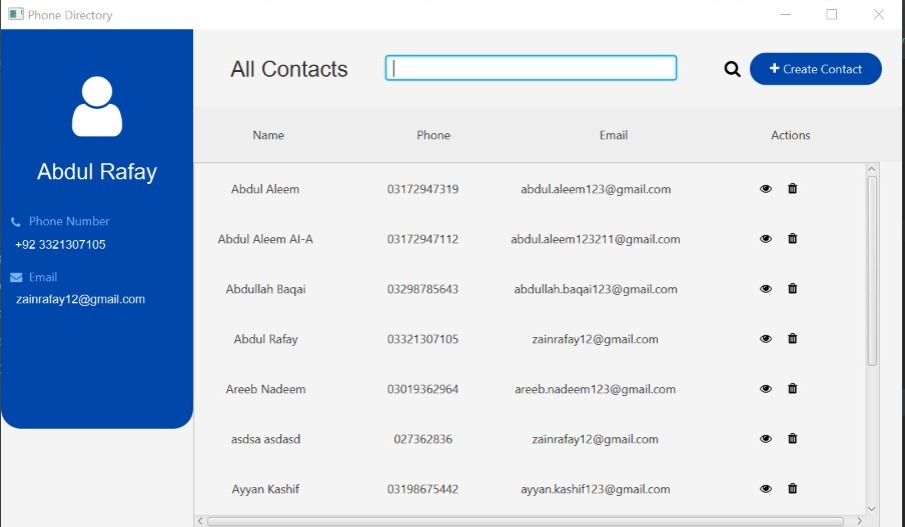 Phone Directory
Abdul Rafay
Phone Number
+92 3321307105
Email
zainrafay12@gmail.com
All Contacts
Create Contact
Name Phone Email Actions
Abdul Aleem 03172947319 abdul.aleem123@gmail.com
Abdul Aleem AI-A 03172947112 abdul.aleem123211@gmail.com
Abdullah Baqai 03298785643 abdullah.baqai123@gmail.com
Abdul Rafay 03321307105 zainrafay12@gmail.com
Areeb Nadeem 03019362964 areeb.nadeem123@gmail.com
asdsa asdasd 027362836 zainrafay12@gmail.com
Ayyan Kashif 03198675442 ayyan.kashif123@gmail.com